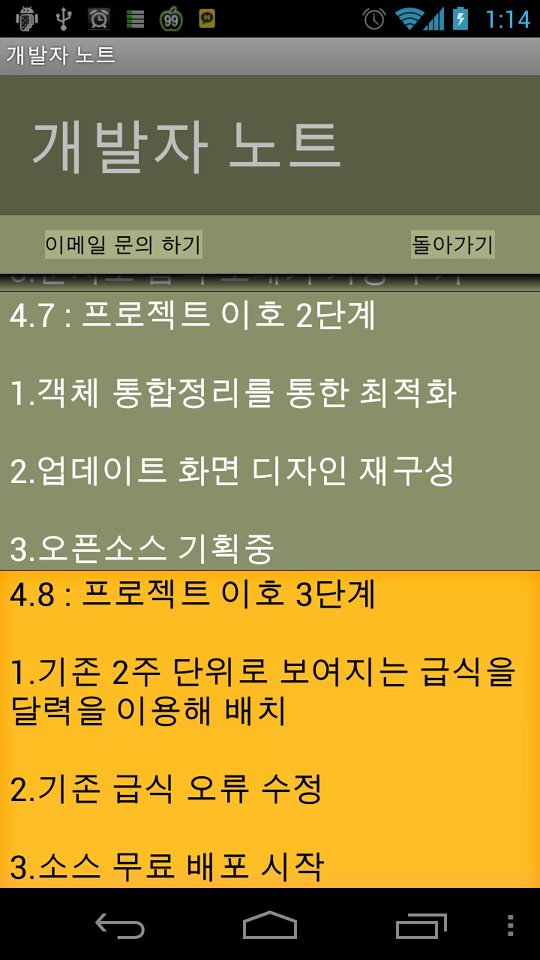 99
N
1:14
개발자 노트
개발자 노트
이메일 문의 하기
돌아가기
4.7 : 프로젝트 이호 2단계
1.객체 통합정리를 통한 최적화
2.업데이트 화면 디자인 재구성
3.오픈소스 기획중
4.8 : 프로젝트 이호 3단계
1.기존 2주 단위로 보여지는 급식을
달력을 이용해 배치
2.기존 급식 오류 수정
3.소스 무료 배포 시작